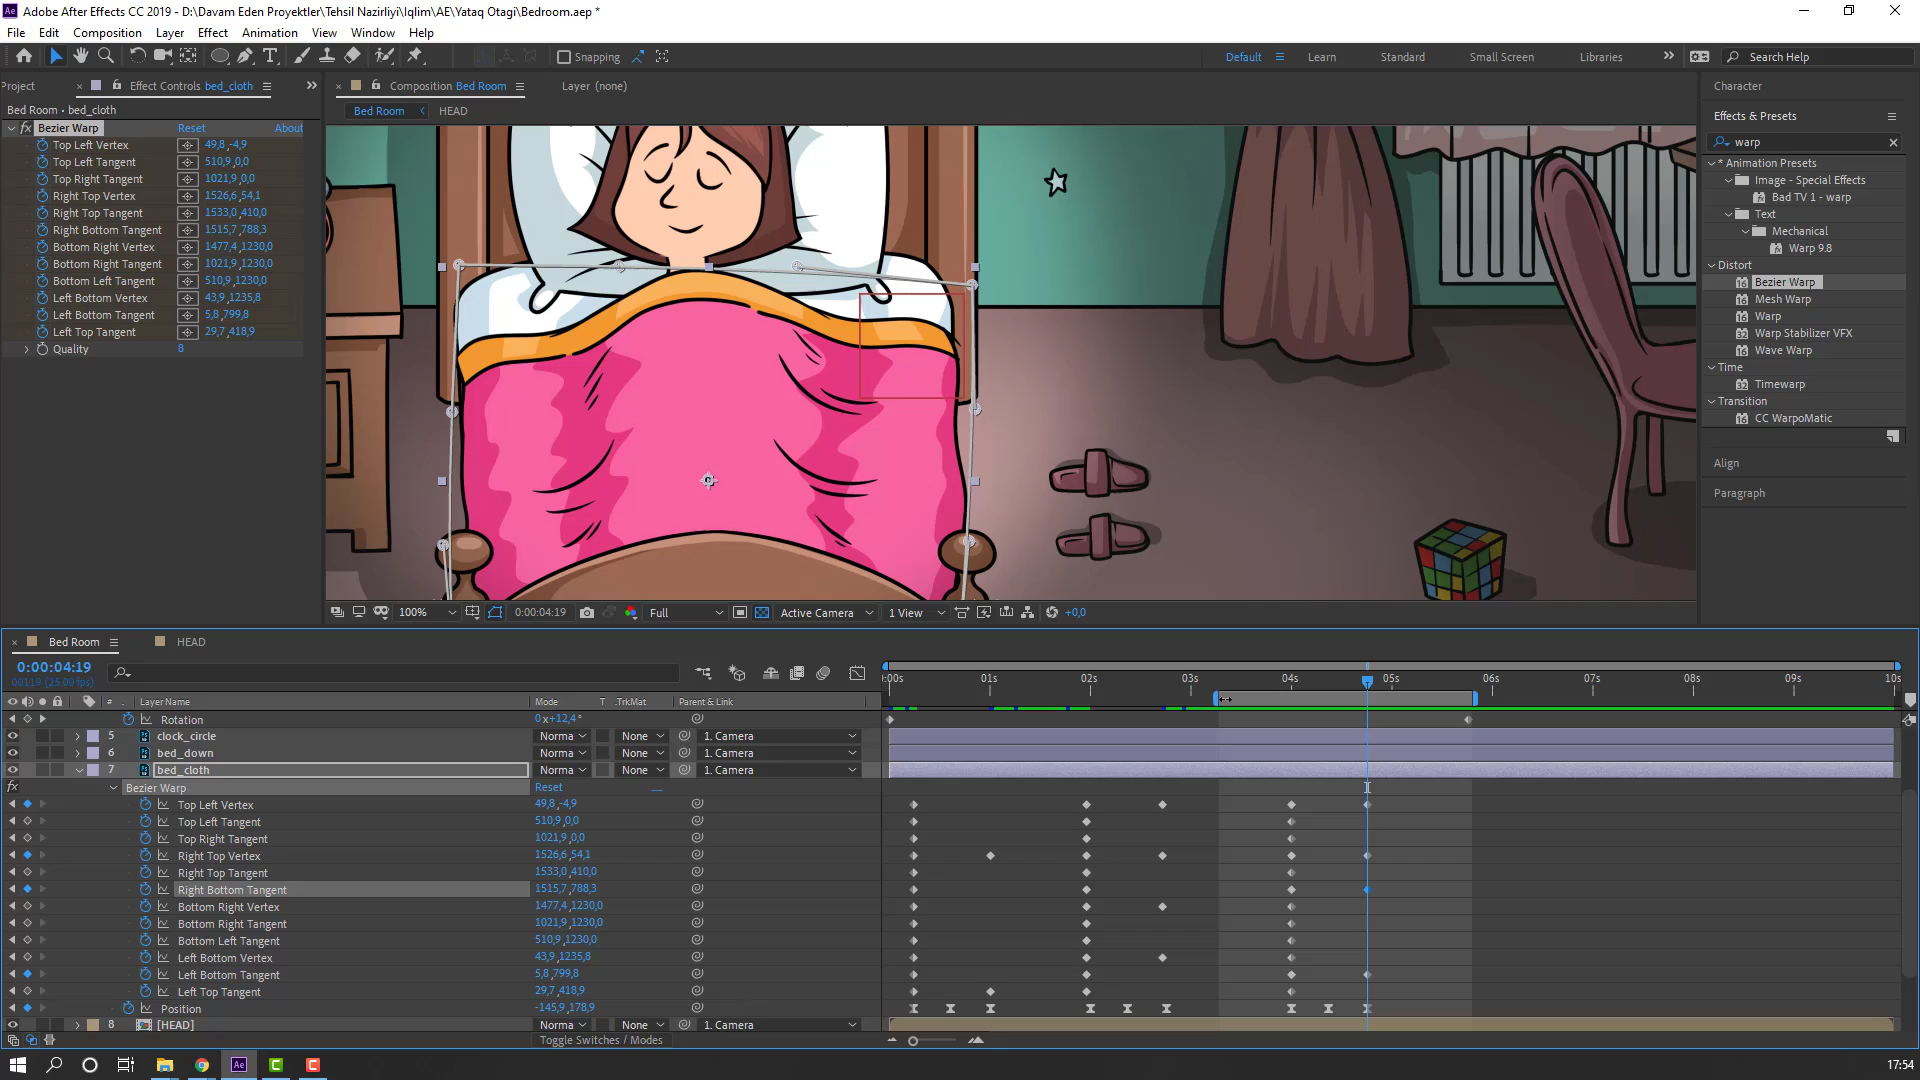 Adobe After Effects CC 2019 - D:\Davam Eden Proyektler\Tehsil Nazirliyi\Iqlim\AE\Yataq Otagi\Bedroom.aep *
File Edit Composition Layer Effect Animation View Window Help
Snapping Default Learn Standard Small Screen Libraries Search Help
Project Effect Controls bed_cloth
Composition Bed Room Layer (none)
Character
Bed Room • bed_cloth
Bed Room HEAD
Effects & Presets
fx Bezier Warp Reset About
Top Left Vertex 49,8 ,-4,9
Top Left Tangent 510,9 ,0,0
Top Right Tangent 1021,9 ,0,0
Right Top Vertex 1526,6 ,54,1
Right Top Tangent 1533,0 ,410,0
Right Bottom Tangent 1515,7 ,788,3
Bottom Right Vertex 1477,4 ,1230,0
Bottom Right Tangent 1021,9 ,1230,0
Bottom Left Tangent 510,9 ,1230,0
Left Bottom Vertex 43,9 ,1235,8
Left Bottom Tangent 5,8 ,799,8
Left Top Tangent 29,7 ,418,9
Quality 8
warp
* Animation Presets
Image - Special Effects
Bad TV 1 - warp
Text
Mechanical
Warp 9.8
Distort
16 Bezier Warp
16 Mesh Warp
16 Warp
16 Warp Stabilizer VFX
16 Wave Warp
Time
32 Timewarp
Transition
16 CC WarpoMatic
Align
Paragraph
100% 0:00:04:19 Full Active Camera 1 View +0,0
Bed Room HEAD
0:00:04:19
00119 (25.00 fps)
:00s 01s 02s 03s 04s 05s 06s 07s 08s 09s 10s
# Layer Name Mode T .TrkMat Parent & Link
Rotation 0 x+12,4°
5 clock_circle Norma None 1. Camera
6 bed_down Norma None 1. Camera
7 bed_cloth Norma None 1. Camera
fx Bezier Warp Reset
Top Left Vertex 49,8 ,-4,9
Top Left Tangent 510,9 ,0,0
Top Right Tangent 1021,9 ,0,0
Right Top Vertex 1526,6 ,54,1
Right Top Tangent 1533,0 ,410,0
Right Bottom Tangent 1515,7 ,788,3
Bottom Right Vertex 1477,4 ,1230,0
Bottom Right Tangent 1021,9 ,1230,0
Bottom Left Tangent 510,9 ,1230,0
Left Bottom Vertex 43,9 ,1235,8
Left Bottom Tangent 5,8 ,799,8
Left Top Tangent 29,7 ,418,9
Position -145,9 ,178,9
8 [HEAD] Norma None 1. Camera
Toggle Switches / Modes
17:54